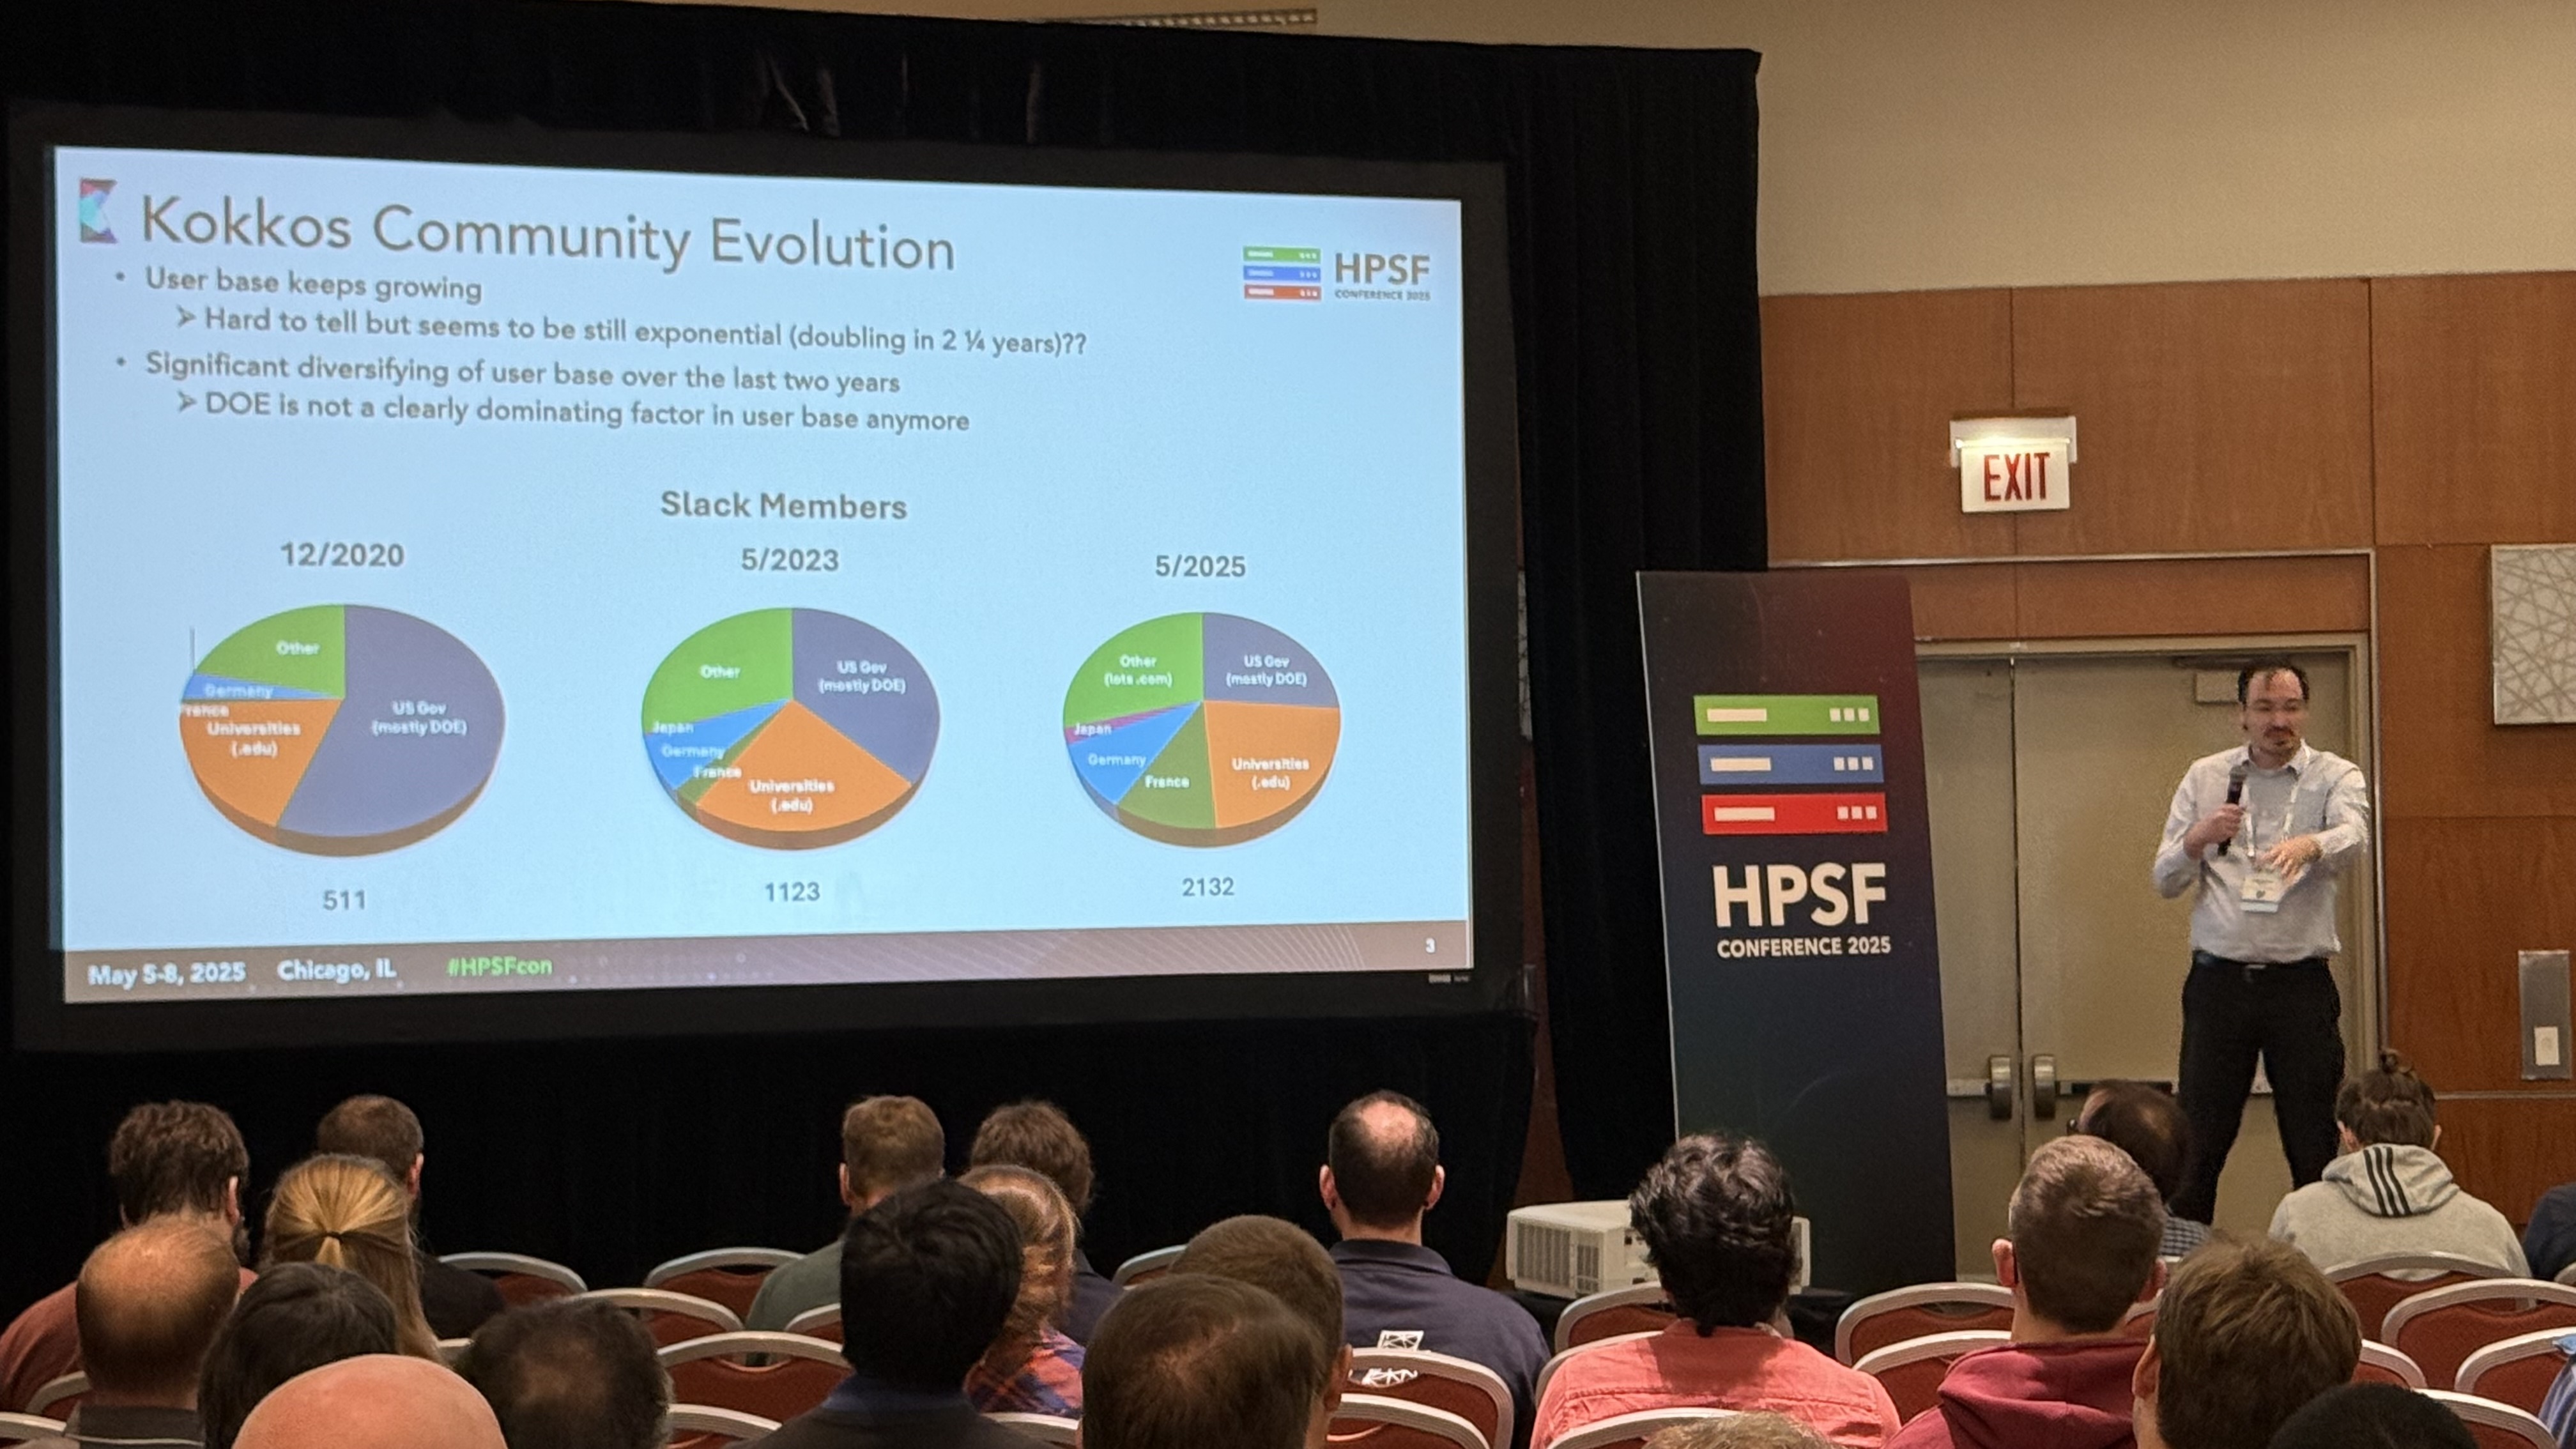 Kokkos Community Evolution
HPSF
CONFERENCE 2025
• User base keeps growing
➢ Hard to tell but seems to be still exponential (doubling in 2 ¼ years)??
• Significant diversifying of user base over the last two years
➢ DOE is not a clearly dominating factor in user base anymore
Slack Members
12/2020
Other
Germany
France
Universities
(.edu)
US Gov
(mostly DOE)
511
5/2023
Other
US Gov
(mostly DOE)
Japan
Germany
France
Universities
(.edu)
1123
5/2025
Other
(lots .com)
US Gov
(mostly DOE)
Japan
Germany
France
Universities
(.edu)
2132
May 5-8, 2025 Chicago, IL #HPSFcon
3
EXIT
HPSF
CONFERENCE 2025